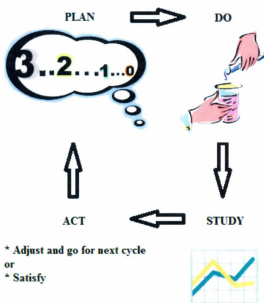 PLAN
DO
3..2...1...0
ACT
STUDY
* Adjust and go for next cycle
or
* Satisfy